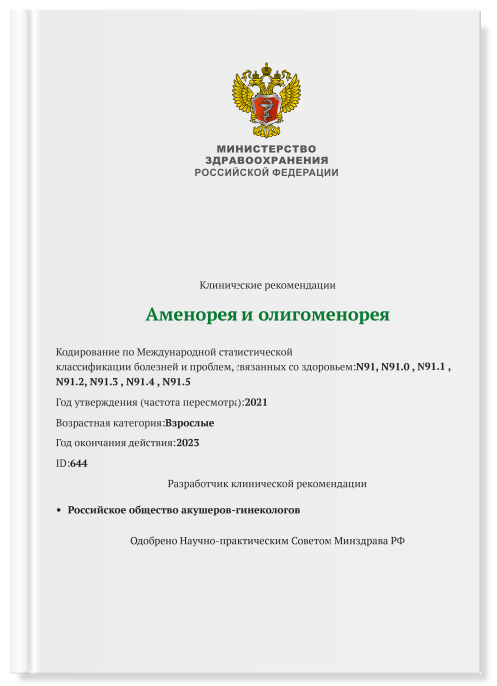 МИНИСТЕРСТВО
ЗДРАВООХРАНЕНИЯ
РОССИЙСКОЙ ФЕДЕРАЦИИ
Клинические рекомендации
Аменорея и олигоменорея
Кодирование по Международной статистической
классификации болезней и проблем, связанных со здоровьем:N91, N91.0 , N91.1 ,
N91.2, N91.3 , N91.4 , N91.5
Год утверждения (частота пересмотра):2021
Возрастная категория:Взрослые
Год окончания действия:2023
ID:644
Разработчик клинической рекомендации
• Российское общество акушеров-гинекологов
Одобрено Научно-практическим Советом Минздрава РФ